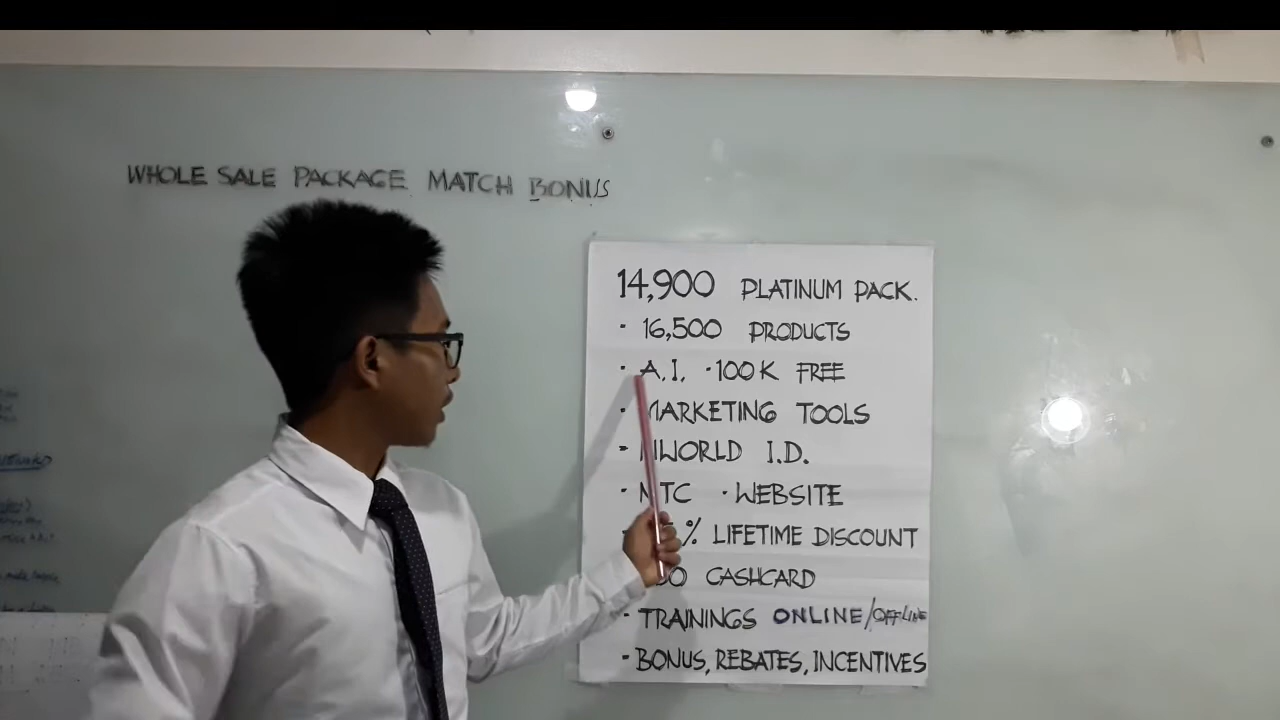 WHOLE SALE PACKAGE MATCH BONUS
14,900 PLATINUM PACK.
· 16,500 PRODUCTS
· A.I. ·100K FREE
· MARKETING TOOLS
- WORLD I.D.
· TC · WEBSITE
% LIFETIME DISCOUNT
CASHCARD
- TRAININGS ONLINE/OFFLINE
- BONUS, REBATES, INCENTIVES